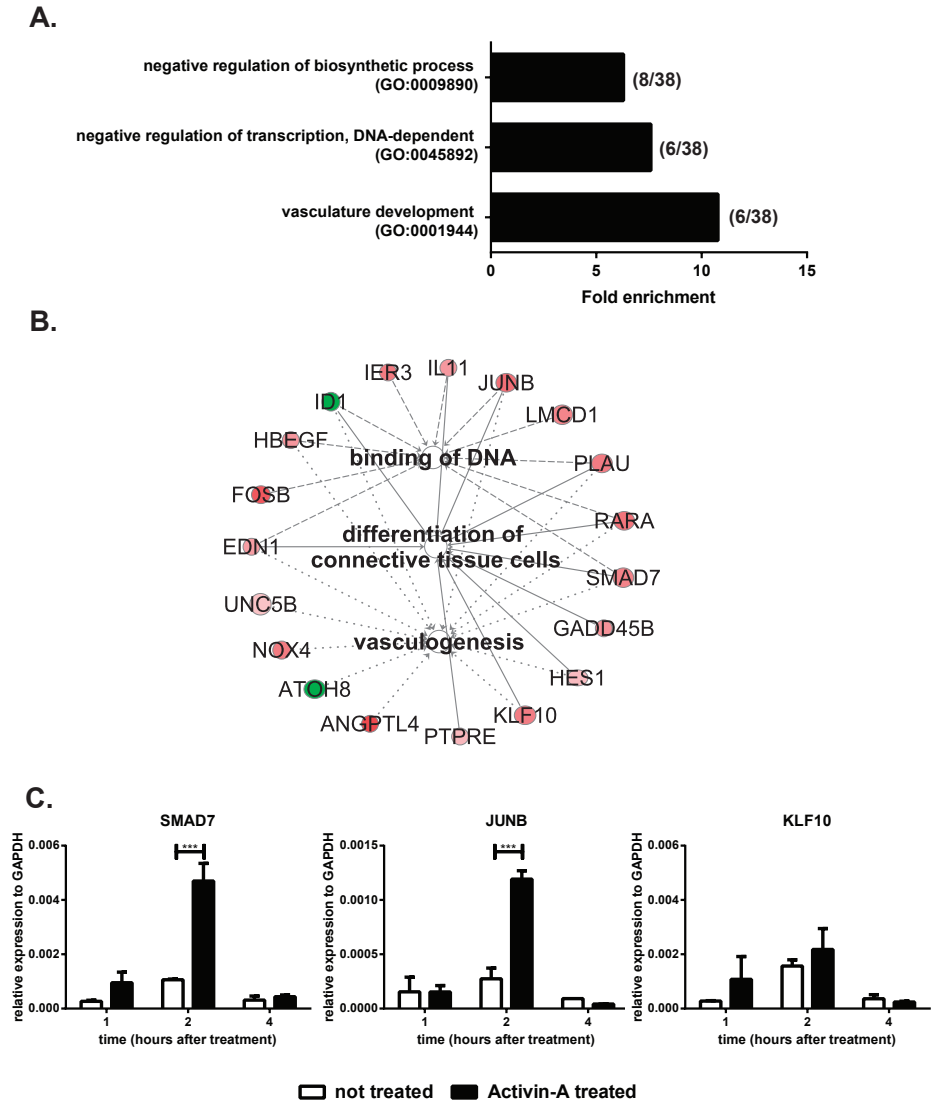 A.
negative regulation of biosynthetic process
(GO:0009890)
(8/38)
negative regulation of transcription, DNA-dependent
(GO:0045892)
(6/38)
vasculature development
(GO:0001944)
(6/38)
0 5 10 15
Fold enrichment
B.
IER3
IL11
JUNB
ID1
LMCD1
HBEGF
binding of DNA
PLAU
FOSB
RARA
differentiation of
connective tissue cells
EDN1
SMAD7
UNC5B
GADD45B
vasculogenesis
NOX4
HES1
ATOH8
KLF10
ANGPTL4
PTPRE
C.
SMAD7
relative expression to GAPDH
0.006
0.004
0.002
0.000
***
1 2 4
time (hours after treatment)
JUNB
relative expression to GAPDH
0.0015
0.0010
0.0005
0.0000
***
1 2 4
time (hours after treatment)
KLF10
relative expression to GAPDH
0.006
0.004
0.002
0.000
1 2 4
time (hours after treatment)
not treated Activin-A treated